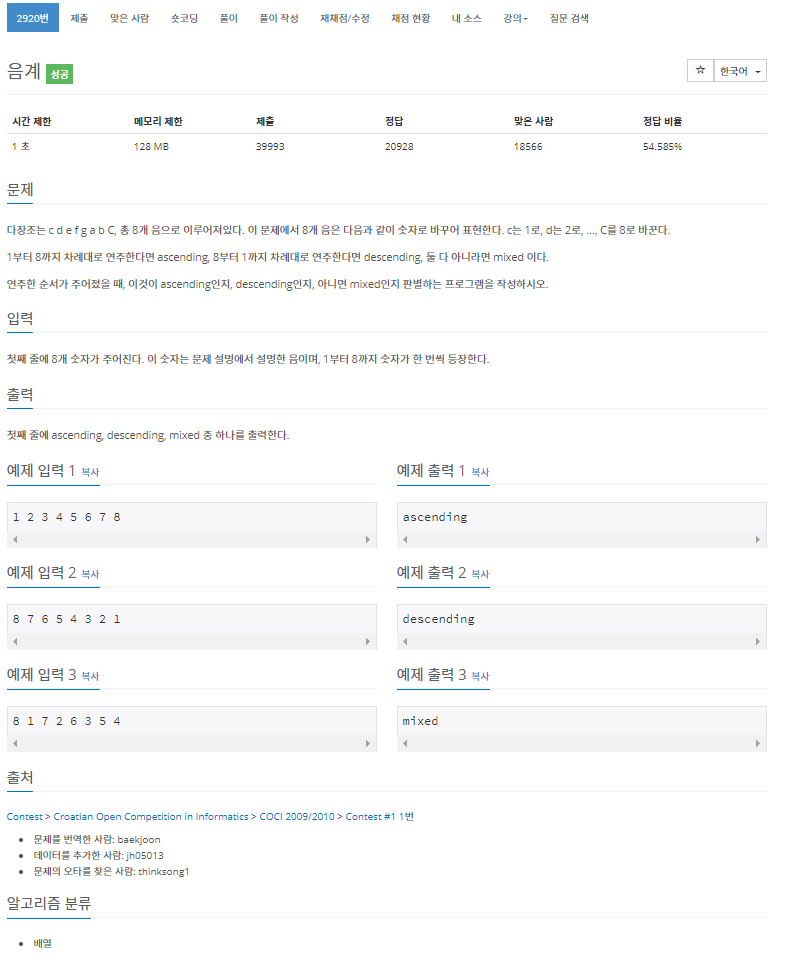 2920번 제출 맞은 사람 숏코딩 풀이 풀이 작성 재채점/수정 채점 현황 내 소스 강의 질문 검색
음계 성공
☆ 한국어
시간 제한 메모리 제한 제출 정답 맞은 사람 정답 비율
1 초 128 MB 39993 20928 18566 54.585%
문제
다장조는 c d e f g a b C, 총 8개 음으로 이루어져있다. 이 문제에서 8개 음은 다음과 같이 숫자로 바꾸어 표현한다. c는 1로, d는 2로, ..., C를 8로 바꾼다.
1부터 8까지 차례대로 연주한다면 ascending, 8부터 1까지 차례대로 연주한다면 descending, 둘 다 아니라면 mixed 이다.
연주한 순서가 주어졌을 때, 이것이 ascending인지, descending인지, 아니면 mixed인지 판별하는 프로그램을 작성하시오.
입력
첫째 줄에 8개 숫자가 주어진다. 이 숫자는 문제 설명에서 설명한 음이며, 1부터 8까지 숫자가 한 번씩 등장한다.
출력
첫째 줄에 ascending, descending, mixed 중 하나를 출력한다.
예제 입력 1 복사
1 2 3 4 5 6 7 8
예제 출력 1 복사
ascending
예제 입력 2 복사
8 7 6 5 4 3 2 1
예제 출력 2 복사
descending
예제 입력 3 복사
8 1 7 2 6 3 5 4
예제 출력 3 복사
mixed
출처
Contest > Croatian Open Competition in Informatics > COCI 2009/2010 > Contest #1 1번
문제를 번역한 사람: baekjoon
데이터를 추가한 사람: jh05013
문제의 오타를 찾은 사람: thinksong1
알고리즘 분류
배열